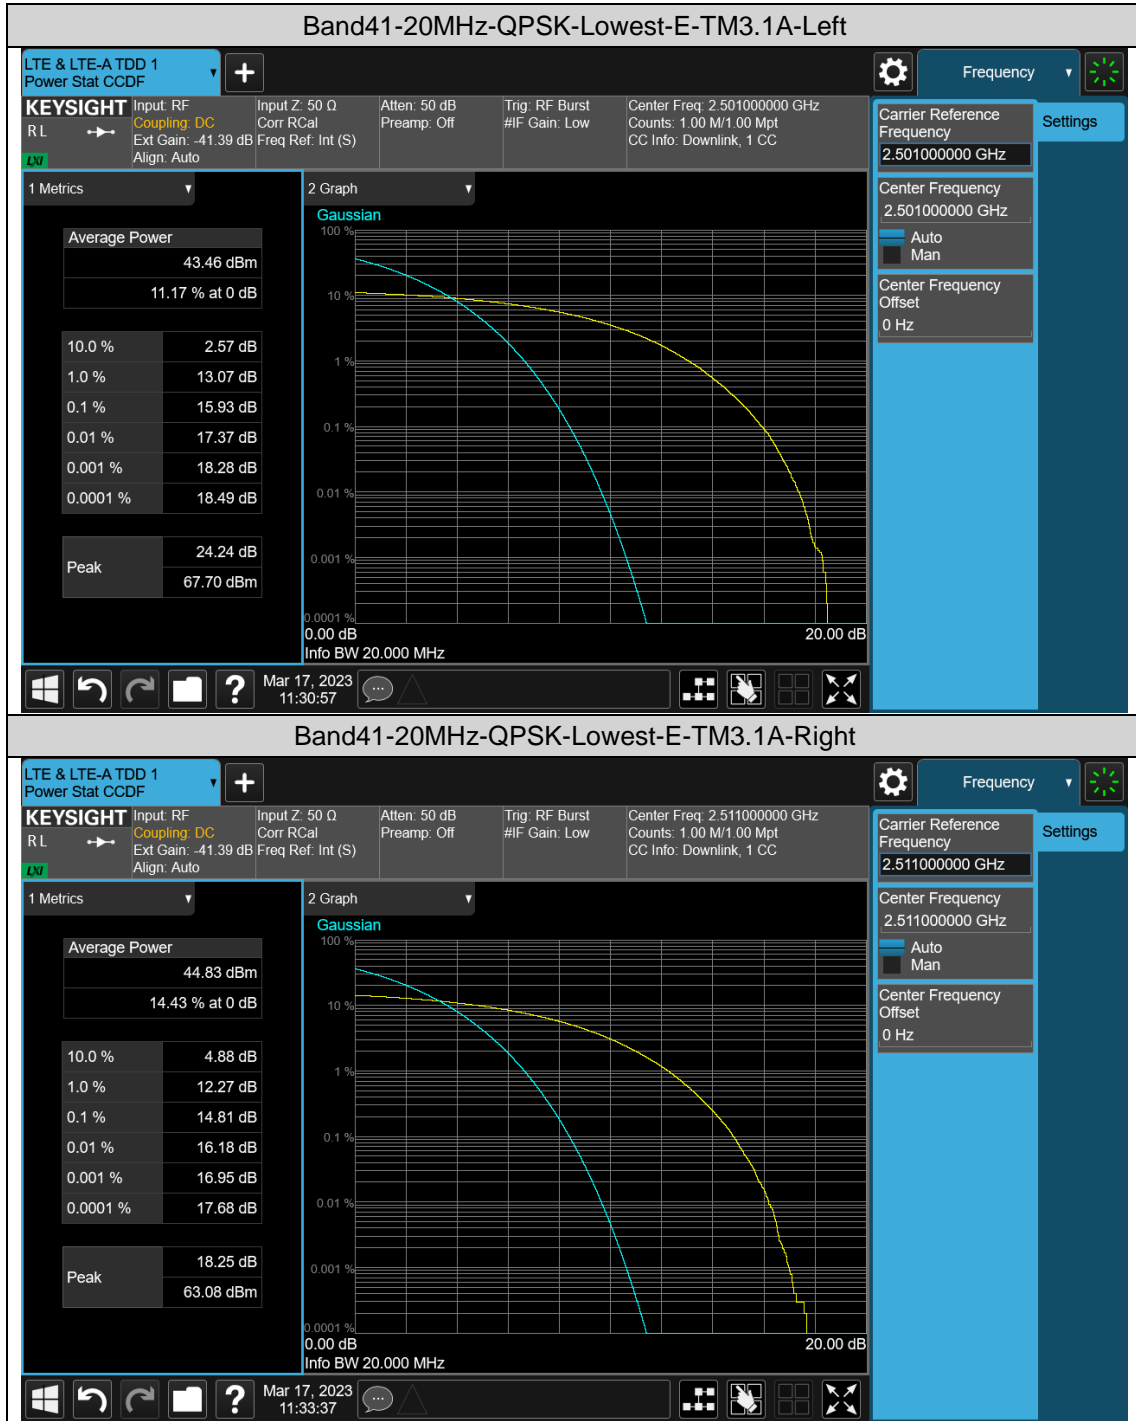 Band41-20MHz-QPSK-Lowest-E-TM3.1A-Left
LTE & LTE-A TDD 1
Power Stat CCDF
Frequency
KEYSIGHT
RL
LXI
Input: RF
Coupling: DC
Ext Gain: -41.39 dB
Align: Auto
Input Z: 50 Ω
Corr RCal
Freq Ref: Int (S)
Atten: 50 dB
Preamp: Off
Trig: RF Burst
#IF Gain: Low
Center Freq: 2.501000000 GHz
Counts: 1.00 M/1.00 Mpt
CC Info: Downlink, 1 CC
Carrier Reference
Frequency
2.501000000 GHz
Settings
Center Frequency
2.501000000 GHz
Auto
Man
Center Frequency
Offset
0 Hz
1 Metrics
Average Power
43.46 dBm
11.17 % at 0 dB
10.0 % 2.57 dB
1.0 % 13.07 dB
0.1 % 15.93 dB
0.01 % 17.37 dB
0.001 % 18.28 dB
0.0001 % 18.49 dB
Peak
24.24 dB
67.70 dBm
2 Graph
Gaussian
100 %
10 %
1 %
0.1 %
0.01 %
0.001 %
0.0001 %
0.00 dB 20.00 dB
Info BW 20.000 MHz
Mar 17, 2023
11:30:57
Band41-20MHz-QPSK-Lowest-E-TM3.1A-Right
LTE & LTE-A TDD 1
Power Stat CCDF
Frequency
KEYSIGHT
RL
LXI
Input: RF
Coupling: DC
Ext Gain: -41.39 dB
Align: Auto
Input Z: 50 Ω
Corr RCal
Freq Ref: Int (S)
Atten: 50 dB
Preamp: Off
Trig: RF Burst
#IF Gain: Low
Center Freq: 2.511000000 GHz
Counts: 1.00 M/1.00 Mpt
CC Info: Downlink, 1 CC
Carrier Reference
Frequency
2.511000000 GHz
Settings
Center Frequency
2.511000000 GHz
Auto
Man
Center Frequency
Offset
0 Hz
1 Metrics
Average Power
44.83 dBm
14.43 % at 0 dB
10.0 % 4.88 dB
1.0 % 12.27 dB
0.1 % 14.81 dB
0.01 % 16.18 dB
0.001 % 16.95 dB
0.0001 % 17.68 dB
Peak
18.25 dB
63.08 dBm
2 Graph
Gaussian
100 %
10 %
1 %
0.1 %
0.01 %
0.001 %
0.0001 %
0.00 dB 20.00 dB
Info BW 20.000 MHz
Mar 17, 2023
11:33:37